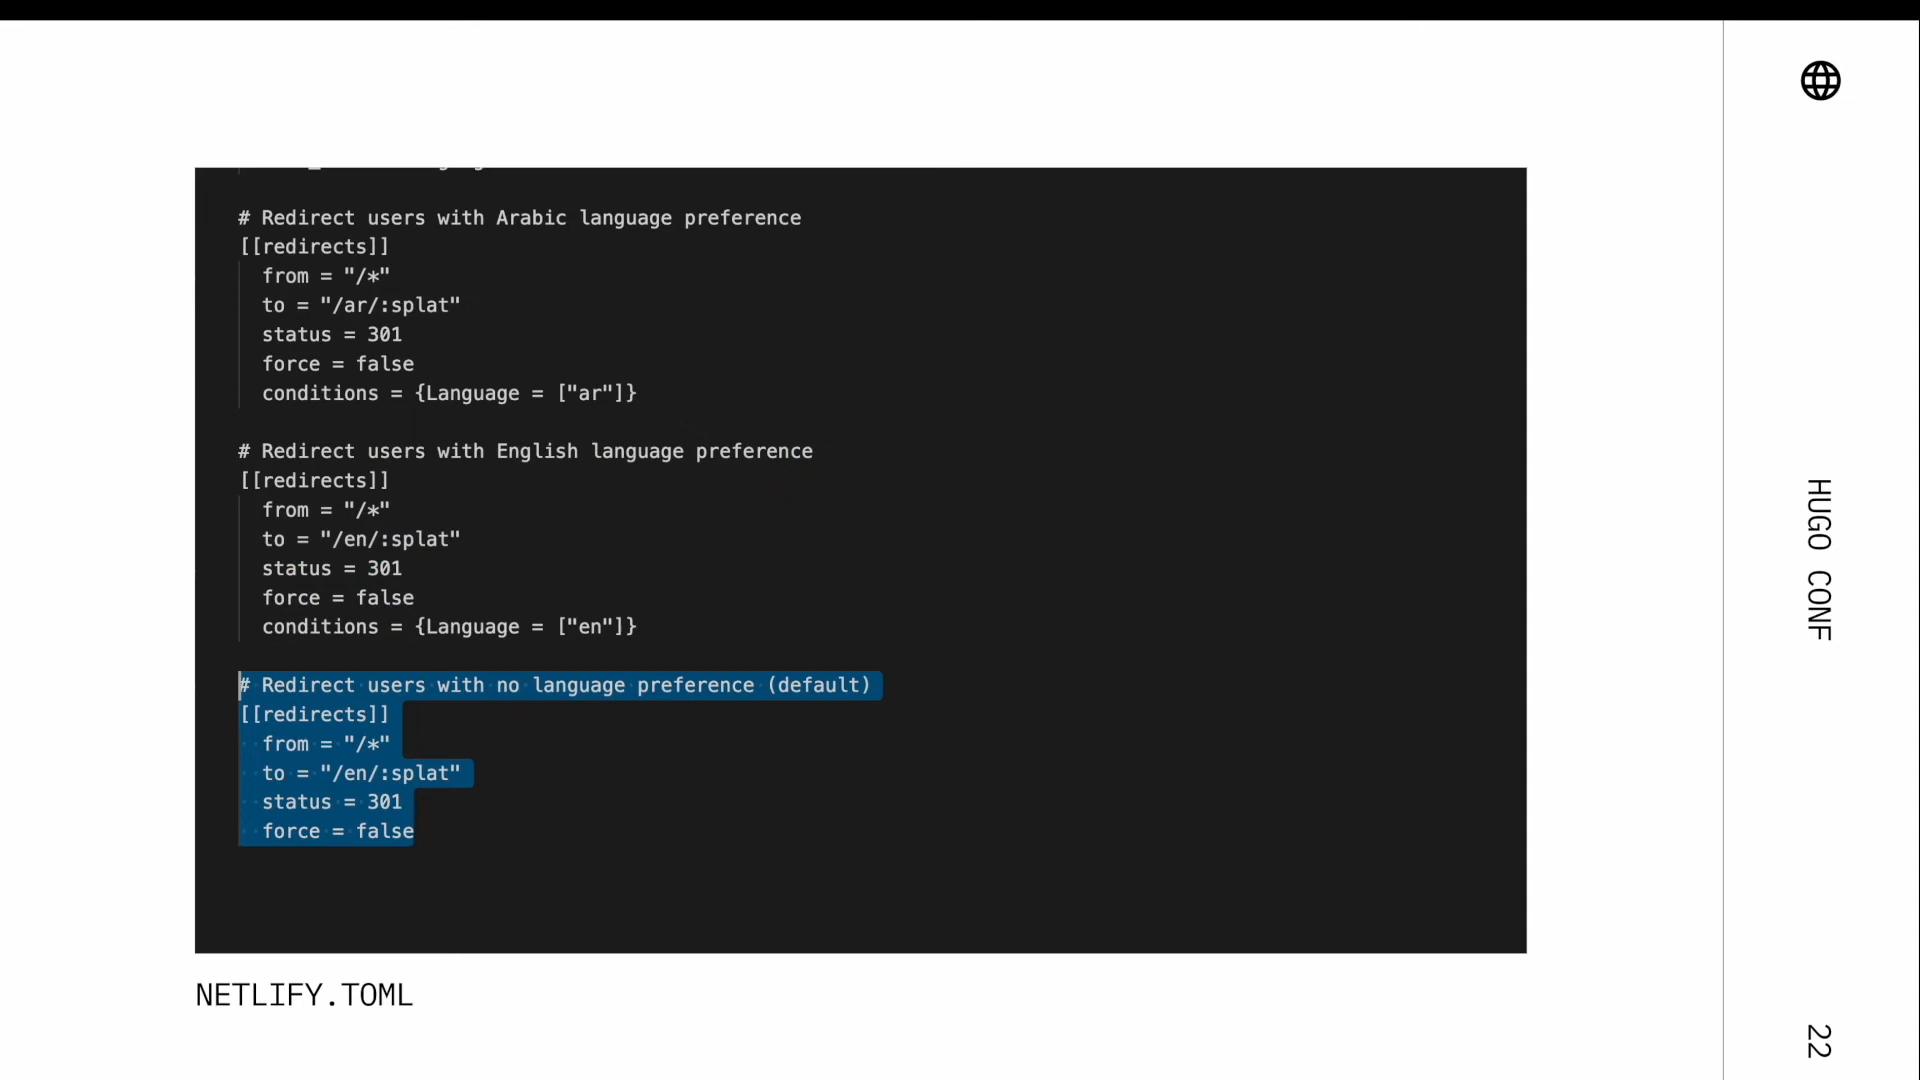 # Redirect users with Arabic language preference
[[redirects]]
  from = "/*"
  to = "/ar/:splat"
  status = 301
  force = false
  conditions = {Language = ["ar"]}
# Redirect users with English language preference
[[redirects]]
  from = "/*"
  to = "/en/:splat"
  status = 301
  force = false
  conditions = {Language = ["en"]}
# Redirect users with no language preference (default)
[[redirects]]
  from = "/*"
  to = "/en/:splat"
  status = 301
  force = false
NETLIFY.TOML
HUGO CONF
22